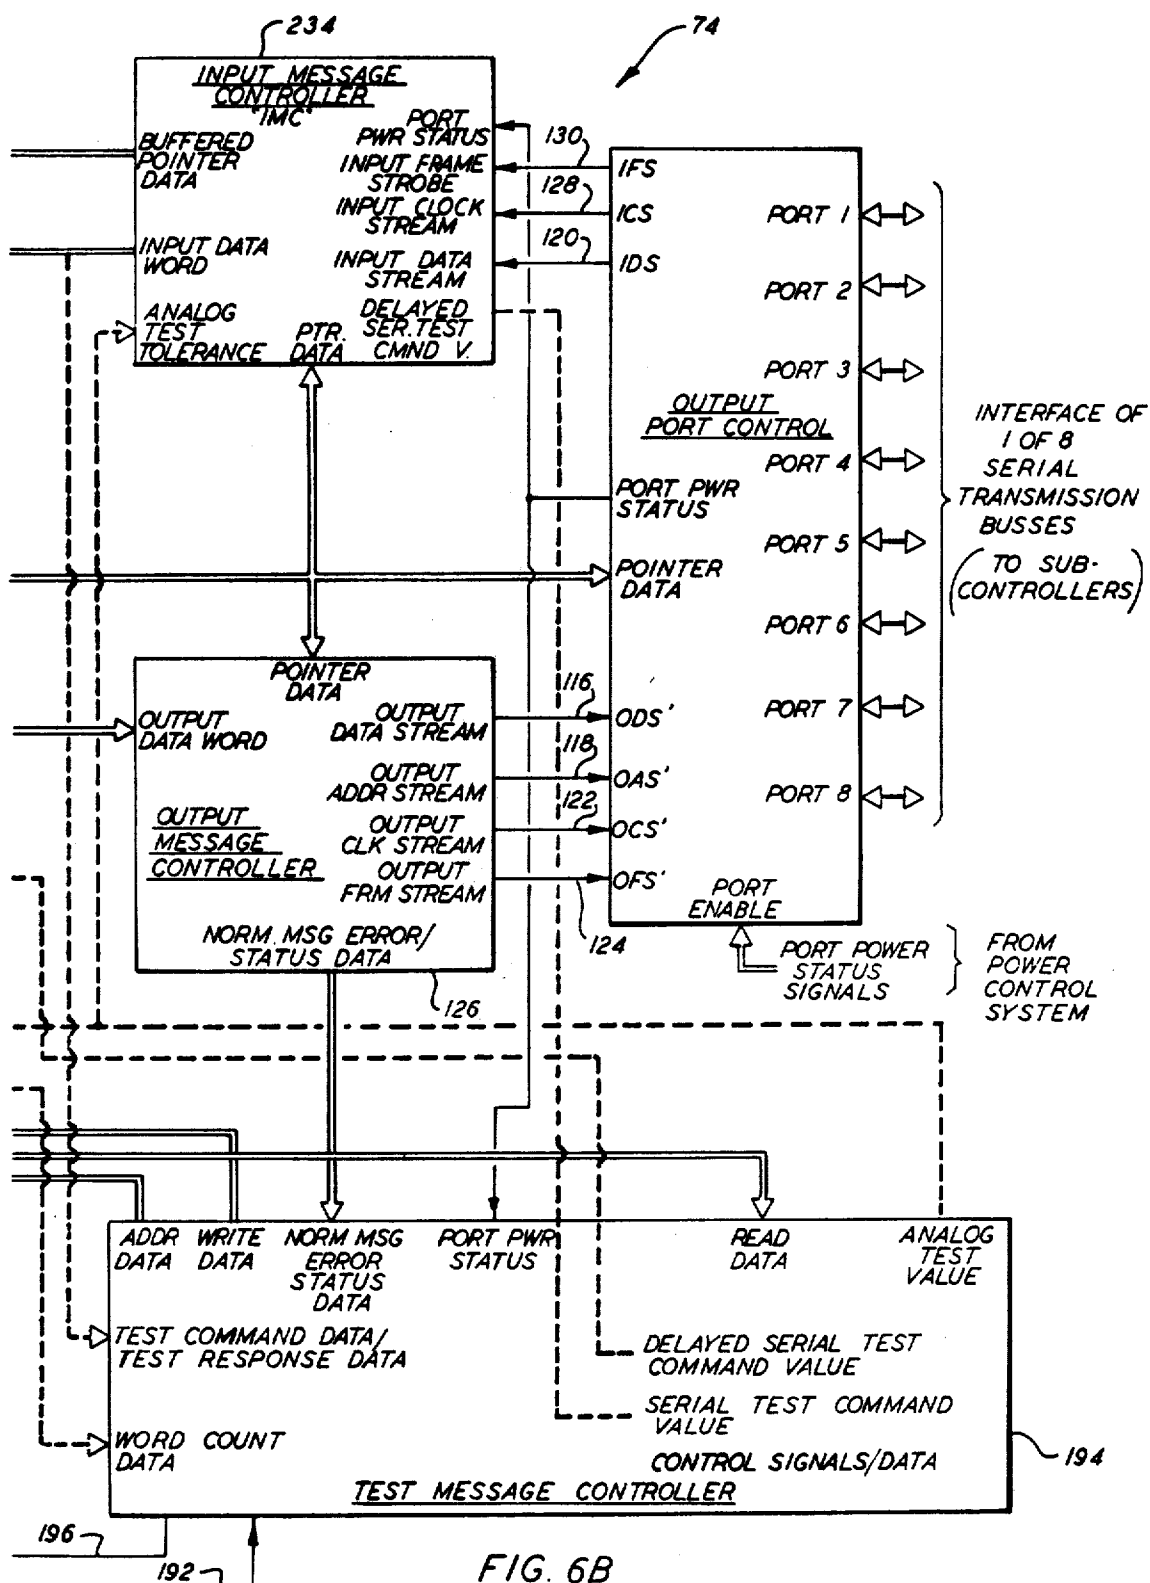 234
74
INPUT MESSAGE
CONTROLLER
"IMC"
BUFFERED
POINTER
DATA
INPUT DATA
WORD
ANALOG
TEST
TOLERANCE
PTR.
DATA
PORT
PWR STATUS
INPUT FRAME
STROBE
INPUT CLOCK
STREAM
INPUT DATA
STREAM
DELAYED
SER. TEST
CMND V.
130
128
120
IFS
ICS
IDS
OUTPUT
PORT CONTROL
PORT PWR
STATUS
POINTER
DATA
PORT 1
PORT 2
PORT 3
PORT 4
PORT 5
PORT 6
PORT 7
PORT 8
INTERFACE OF
1 OF 8
SERIAL
TRANSMISSION
BUSSES
(TO SUB-
CONTROLLERS)
POINTER
DATA
OUTPUT
DATA WORD
OUTPUT
DATA STREAM
OUTPUT
ADDR STREAM
OUTPUT
MESSAGE
CONTROLLER
OUTPUT
CLK STREAM
OUTPUT
FRM STREAM
NORM. MSG ERROR/
STATUS DATA
116
118
122
124
126
ODS'
OAS'
OCS'
OFS'
PORT
ENABLE
PORT POWER
STATUS
SIGNALS
FROM
POWER
CONTROL
SYSTEM
ADDR
DATA
WRITE
DATA
NORM MSG
ERROR
STATUS
DATA
PORT PWR
STATUS
READ
DATA
ANALOG
TEST
VALUE
TEST COMMAND DATA/
TEST RESPONSE DATA
DELAYED SERIAL TEST
COMMAND VALUE
SERIAL TEST COMMAND
VALUE
WORD COUNT
DATA
CONTROL SIGNALS/DATA
TEST MESSAGE CONTROLLER
194
196
192
FIG. 6B